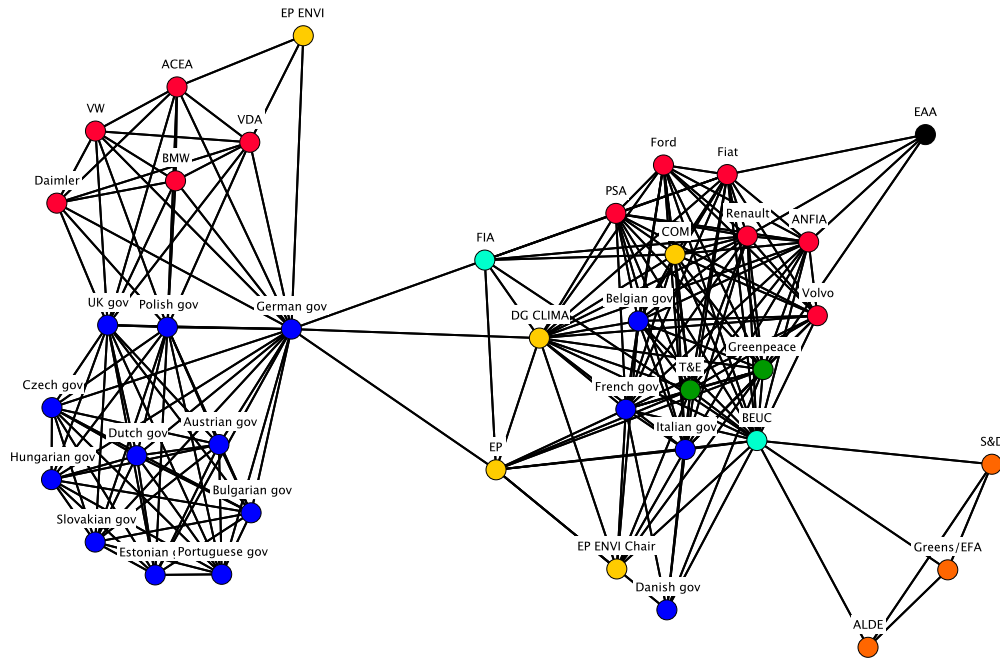 EP ENVI
ACEA
VW
VDA
BMW
Daimler
EAA
Ford
Fiat
PSA
Renault
ANFIA
COM
FIA
Volvo
Belgian gov
DG CLIMA
UK gov
Polish gov
German gov
Greenpeace
T&E
French gov
Czech gov
Austrian gov
Dutch gov
BEUC
Italian gov
EP
S&D
Hungarian gov
Bulgarian gov
Slovakian gov
Estonian
Portuguese gov
EP ENVI Chair
Greens/EFA
Danish gov
ALDE